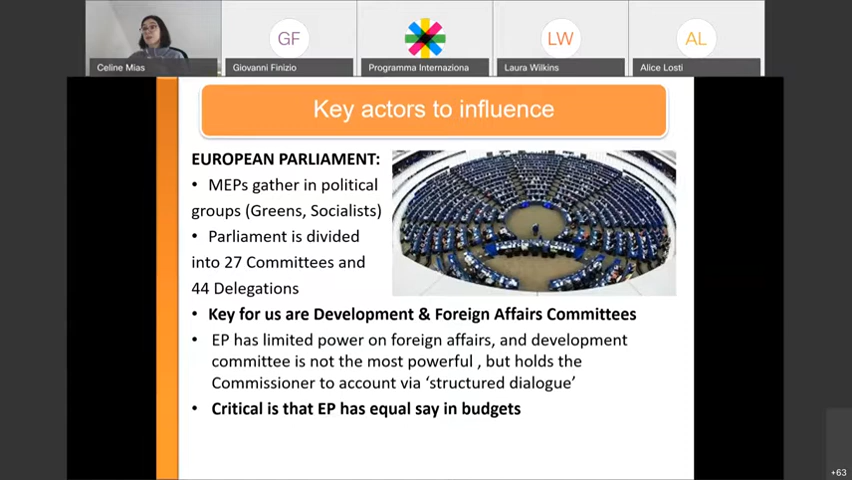 GF
LW
AL
Celine Mias
Giovanni Finizio
Programma Internaziona
Laura Wilkins
Alice Losti
Key actors to influence
EUROPEAN PARLIAMENT:
• MEPs gather in political
groups (Greens, Socialists)
• Parliament is divided
into 27 Committees and
44 Delegations
• Key for us are Development & Foreign Affairs Committees
• EP has limited power on foreign affairs, and development
committee is not the most powerful , but holds the
Commissioner to account via ‘structured dialogue’
• Critical is that EP has equal say in budgets
+63